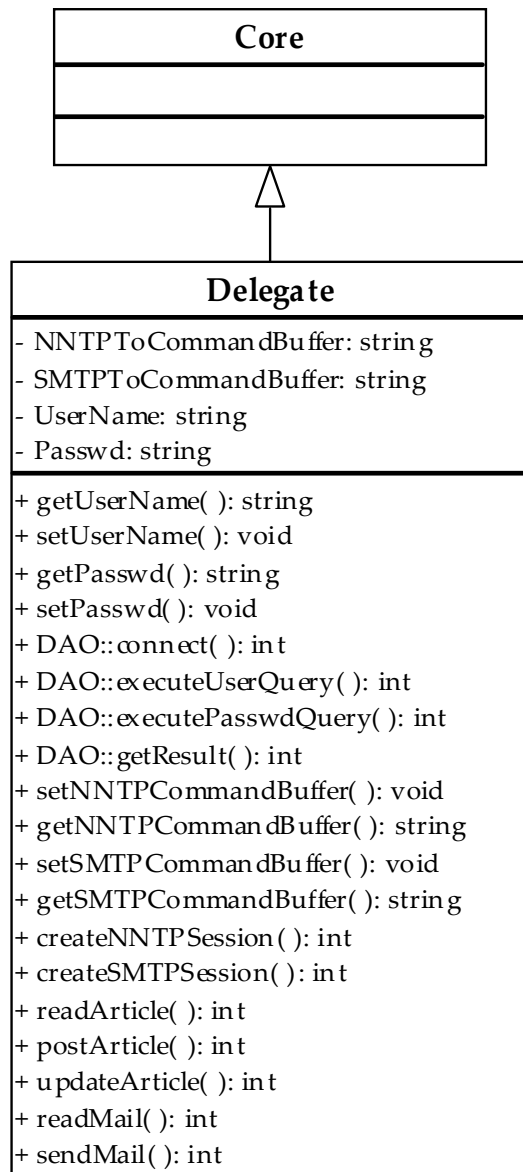 Core
Delegate
- NNTPToCommandBuffer: string
- SMTPToCommandBuffer: string
- UserName: string
- Passwd: string
+ getUserName( ): string
+ setUserName( ): void
+ getPasswd( ): string
+ setPasswd( ): void
+ DAO::connect( ): int
+ DAO::executeUserQuery( ): int
+ DAO::executePasswdQuery( ): int
+ DAO::getResult( ): int
+ setNNTPCommandBuffer( ): void
+ getNNTPCommandBuffer( ): string
+ setSMTPCommandBuffer( ): void
+ getSMTPCommandBuffer( ): string
+ createNNTPSession( ): int
+ createSMTPSession( ): int
+ readArticle( ): int
+ postArticle( ): int
+ updateArticle( ): int
+ readMail( ): int
+ sendMail( ): int